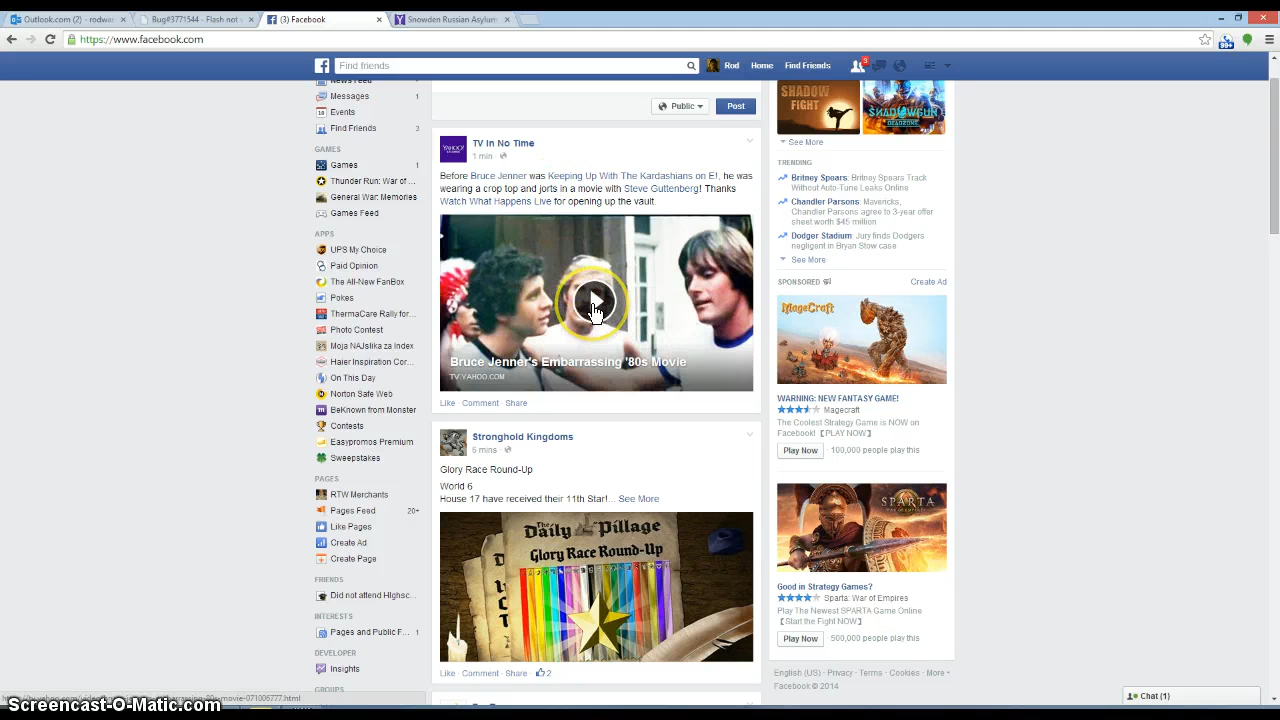 Outlook.com (2) - rodwar
Bug#3771544 - Flash not s
(3) Facebook
Snowden Russian Asylum
https://www.facebook.com
99+
Find friends
Rod Home Find Friends
News Feed
Messages 1
Events
Find Friends 3
GAMES
Games 1
Thunder Run: War of ...
General War: Memories
Games Feed
APPS
UPS My Choice
Paid Opinion
The All-New FanBox
Pokes
ThermaCare Rally for...
Photo Contest
Moja NAJslika za Index
Haier Inspiration Cor...
On This Day
Norton Safe Web
BeKnown from Monster
Contests
Easypromos Premium
Sweepstakes
PAGES
RTW Merchants
Pages Feed 20+
Like Pages
Create Ad
Create Page
FRIENDS
Did not attend HIghsc...
INTERESTS
Pages and Public F... 1
DEVELOPER
Insights
GROUPS
Public Post
YAHOO!
TV In No Time
1 min
Before Bruce Jenner was Keeping Up With The Kardashians on E!, he was
wearing a crop top and jorts in a movie with Steve Guttenberg! Thanks
Watch What Happens Live for opening up the vault.
Bruce Jenner's Embarrassing '80s Movie
TV.YAHOO.COM
Like Comment Share
Stronghold Kingdoms
6 mins
Glory Race Round-Up
World 6
House 17 have received their 11th Star!... See More
The Daily Pillage
Glory Race Round-Up
Like Comment Share 2
SHADOW
FIGHT
SHADOWGUN
DEADZONE
See More
TRENDING
Britney Spears: Britney Spears Track
Without Auto-Tune Leaks Online
Chandler Parsons: Mavericks,
Chandler Parsons agree to 3-year offer
sheet worth $45 million
Dodger Stadium: Jury finds Dodgers
negligent in Bryan Stow case
See More
SPONSORED Create Ad
MAGECRAFT
WARNING: NEW FANTASY GAME!
Magecraft
The Coolest Strategy Game is NOW on
Facebook! 【PLAY NOW】
Play Now · 100,000 people play this
SPARTA
Good in Strategy Games?
Sparta: War of Empires
Play The Newest SPARTA Game Online
【Start the Fight NOW】
Play Now · 500,000 people play this
English (US) · Privacy · Terms · Cookies · More
Facebook © 2014
Chat (1)
Screencast-O-Matic.com